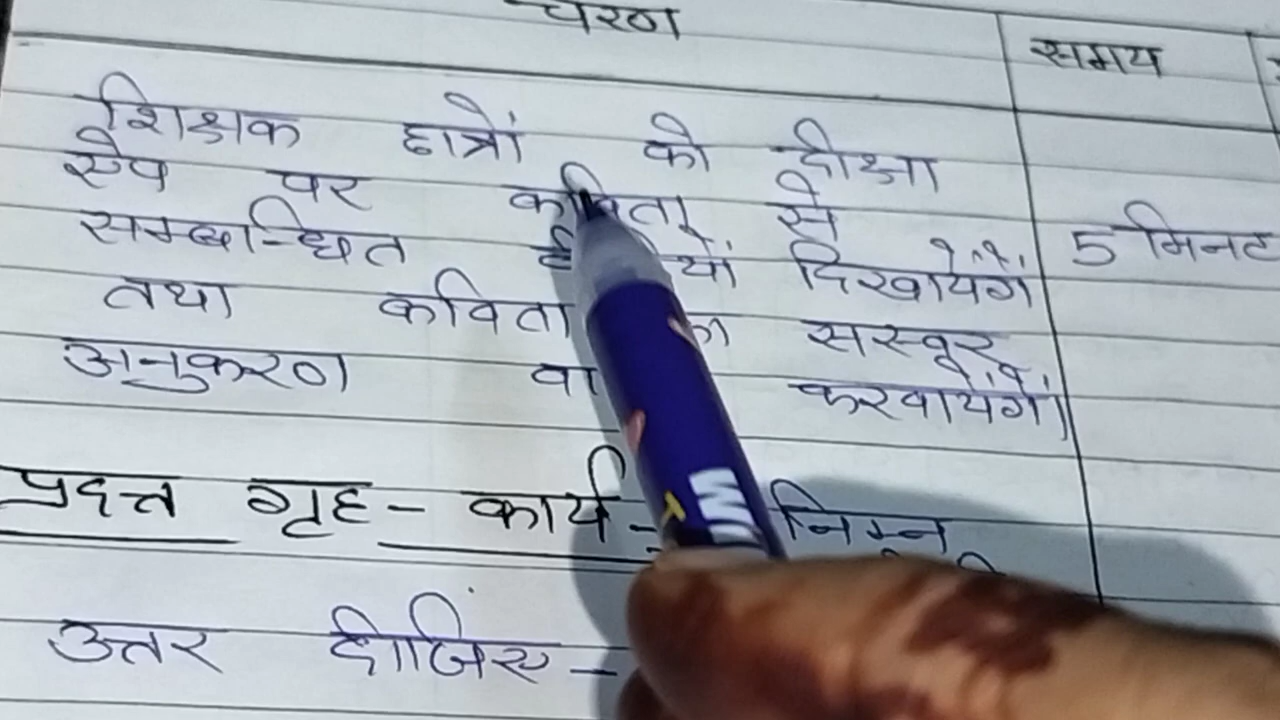 चरण समय
शिक्षक छात्रों को दीक्षा
ऐप पर कविता से
सम्बन्धित दिखायेंगें 5 मिनट
तथा कविता का सस्वर
अनुकरण करवायेंगें।
प्रदत्त गृह-कार्य- निम्न
उत्तर दीजिए-